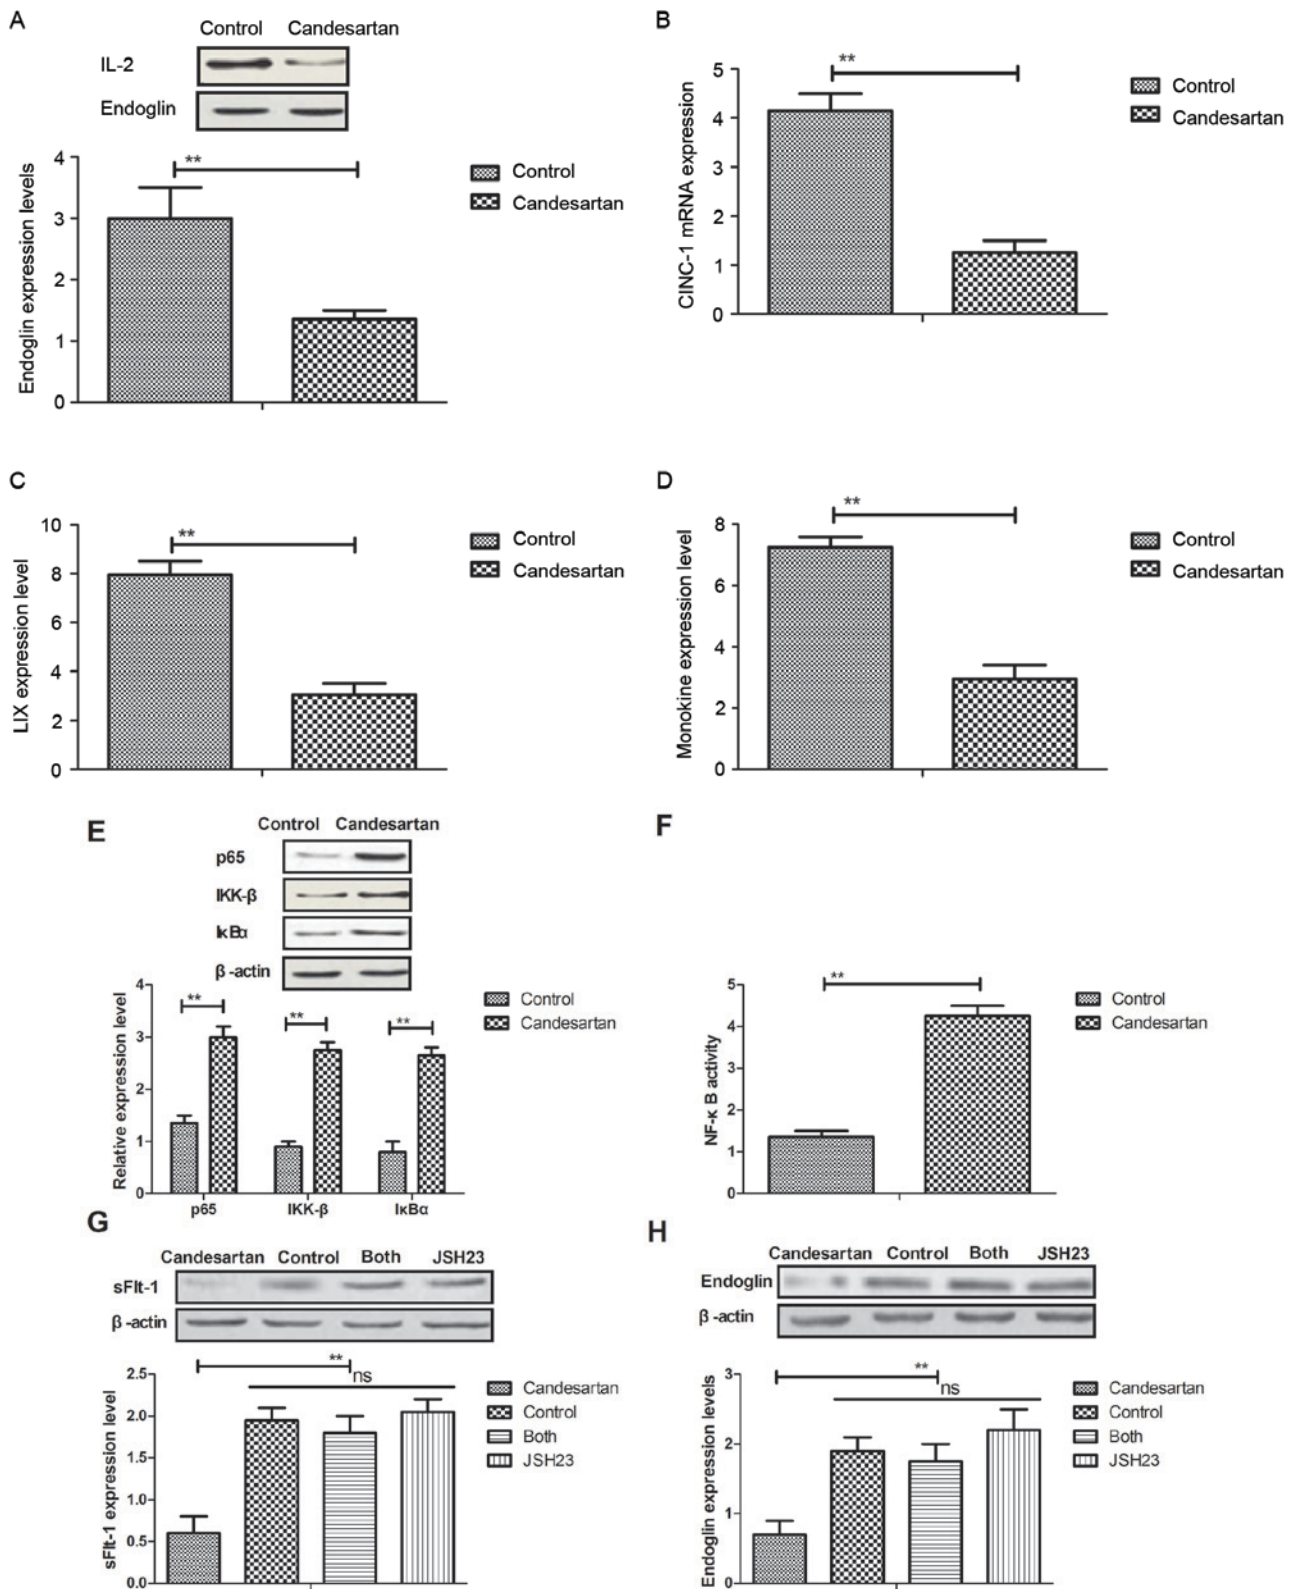 A
Control Candesartan
IL-2
Endoglin
Endoglin expression levels
4
3
2
1
0
**
Control
Candesartan
B
CINC-1 mRNA expression
5
4
3
2
1
0
**
Control
Candesartan
C
LIX expression level
10
8
6
4
2
0
**
Control
Candesartan
D
Monokine expression level
8
6
4
2
0
**
Control
Candesartan
E
Control Candesartan
p65
IKK-β
IκBα
β-actin
Relative expression level
4
3
2
1
0
**
**
**
p65 IKK-β IκBα
Control
Candesartan
F
NF-κ B activity
5
4
3
2
1
0
**
Control
Candesartan
G
Candesartan Control Both JSH23
sFlt-1
β-actin
sFlt-1 expression level
2.5
2.0
1.5
1.0
0.5
0.0
**
ns
Candesartan
Control
Both
JSH23
H
Candesartan Control Both JSH23
Endoglin
β-actin
Endoglin expression levels
3
2
1
0
**
ns
Candesartan
Control
Both
JSH23